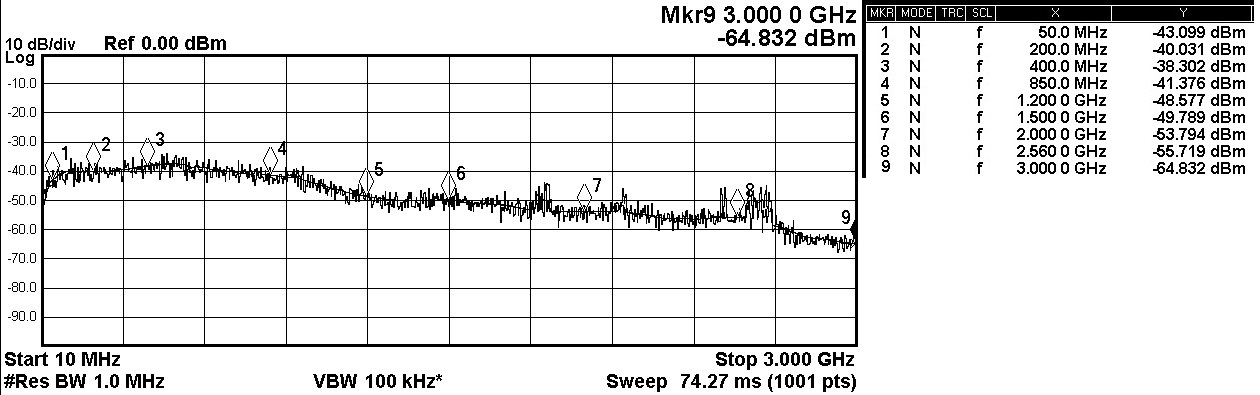 Mkr9 3.000 0 GHz
-64.832 dBm
10 dB/div Ref 0.00 dBm
Log
-10.0
-20.0
-30.0
-40.0
-50.0
-60.0
-70.0
-80.0
-90.0
1 2 3 4 5 6 7 8 9
Start 10 MHz Stop 3.000 GHz
#Res BW 1.0 MHz VBW 100 kHz* Sweep 74.27 ms (1001 pts)
MKR MODE TRC SCL X Y
1 N f 50.0 MHz -43.099 dBm
2 N f 200.0 MHz -40.031 dBm
3 N f 400.0 MHz -38.302 dBm
4 N f 850.0 MHz -41.376 dBm
5 N f 1.200 0 GHz -48.577 dBm
6 N f 1.500 0 GHz -49.789 dBm
7 N f 2.000 0 GHz -53.794 dBm
8 N f 2.560 0 GHz -55.719 dBm
9 N f 3.000 0 GHz -64.832 dBm